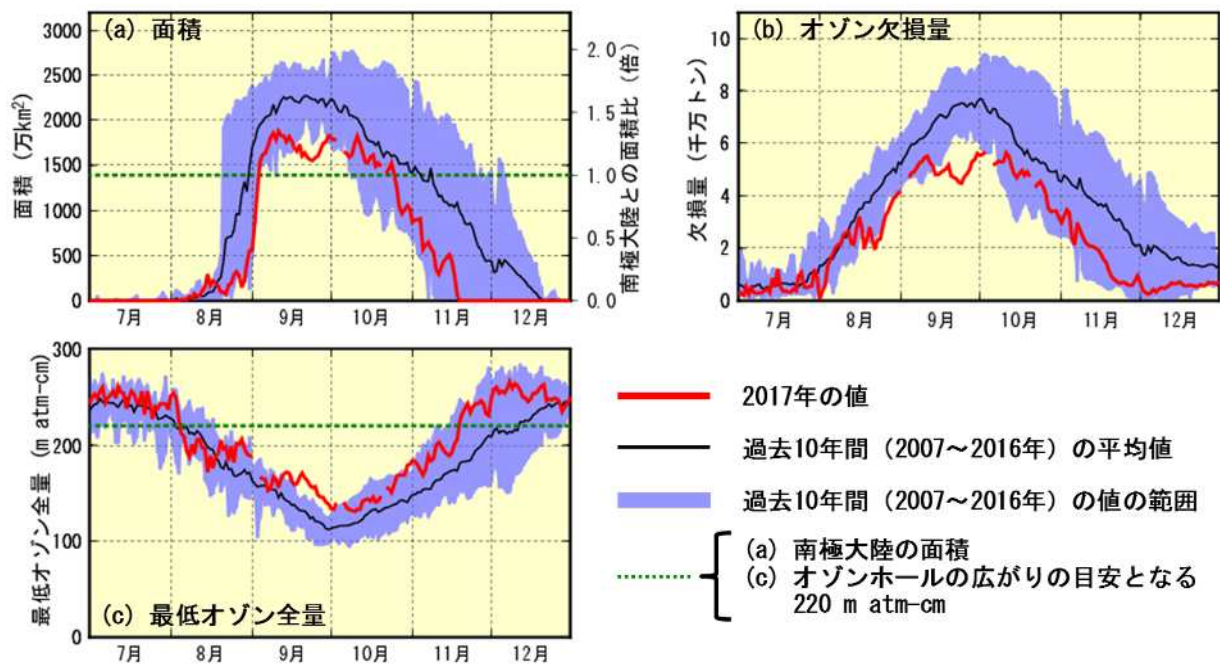 (a) 面積
面積 (万km²)
3000
2500
2000
1500
1000
500
0
2.0
1.5
1.0
0.5
0.0
南極大陸との面積比 (倍)
7月 8月 9月 10月 11月 12月
(b) オゾン欠損量
欠損量 (千万トン)
10
8
6
4
2
0
7月 8月 9月 10月 11月 12月
(c) 最低オゾン全量
最低オゾン全量 (m atm-cm)
300
200
100
0
7月 8月 9月 10月 11月 12月
2017年の値
過去10年間（2007～2016年）の平均値
過去10年間（2007～2016年）の値の範囲
(a) 南極大陸の面積
(c) オゾンホールの広がりの目安となる
220 m atm-cm